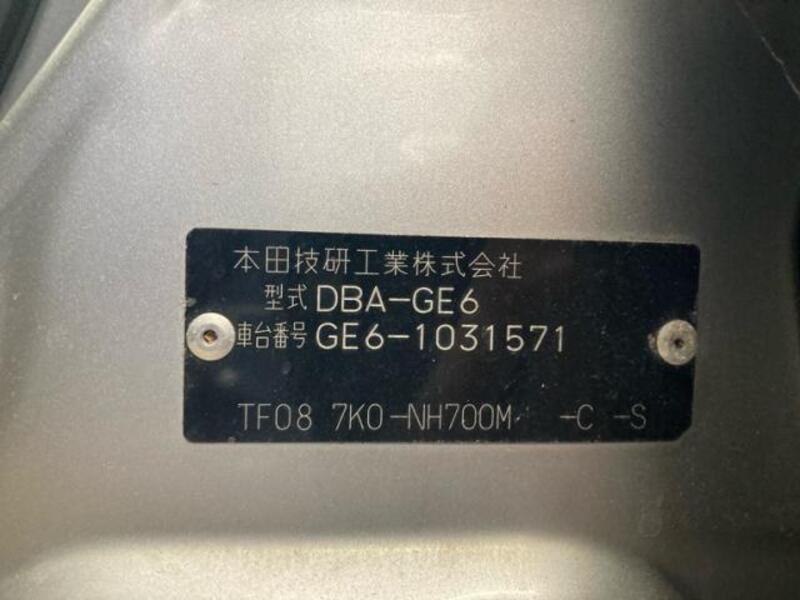 本田技研工業株式会社
型式 DBA-GE6
車台番号 GE6-1031571
TF08 7K0-NH700M -C -S